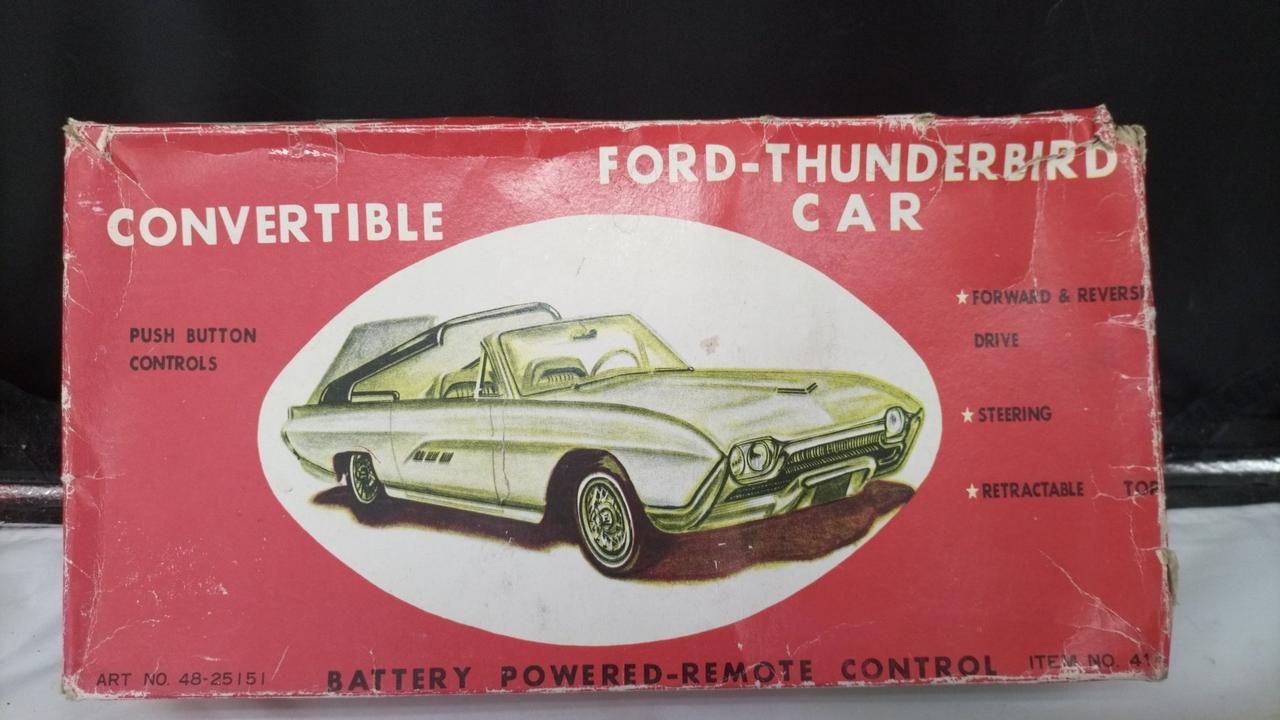 FORD-THUNDERBIRD
CAR
CONVERTIBLE
PUSH BUTTON
CONTROLS
FORWARD & REVERSE
DRIVE
STEERING
RETRACTABLE TOP
ART NO. 48-25151
BATTERY POWERED-REMOTE CONTROL
ITEM NO.